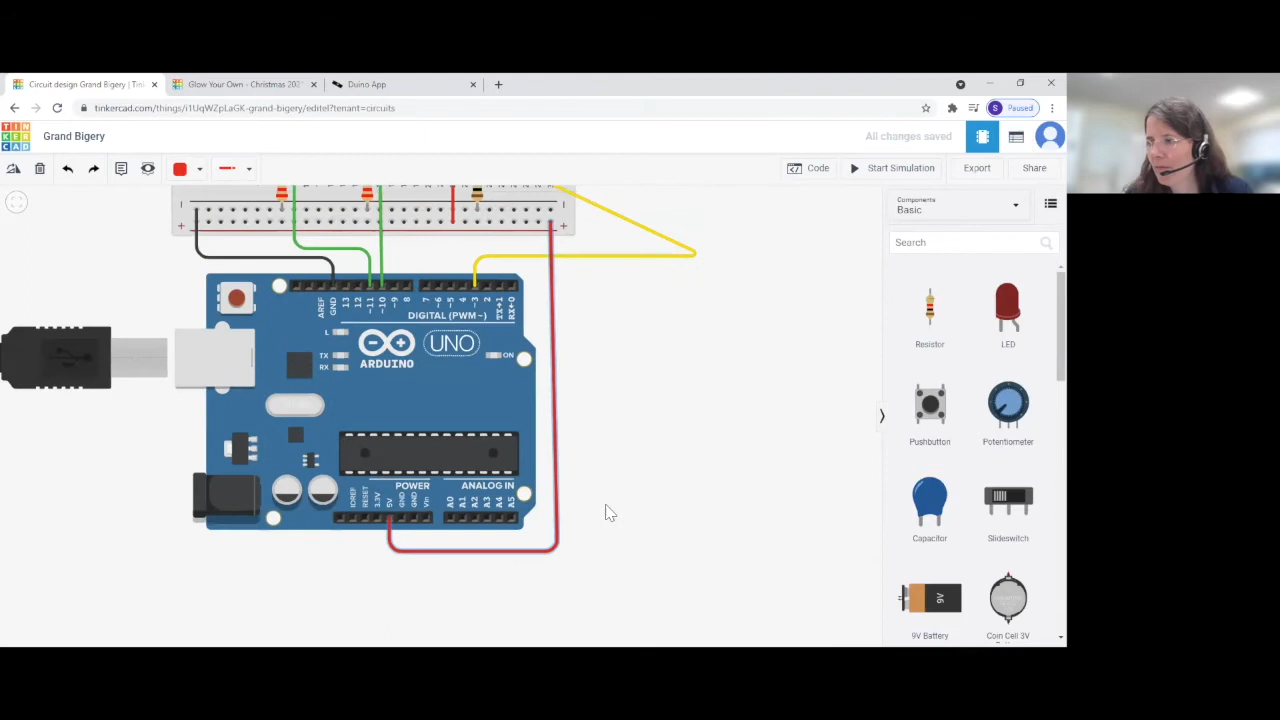 Circuit design Grand Bigery | Tin
Glow Your Own - Christmas 202
Duino App
tinkercad.com/things/i1UqWZpLaGK-grand-bigery/editel?tenant=circuits
S Paused
TIN
KER
CAD
Grand Bigery
All changes saved
Code
Start Simulation
Export
Share
Components
Basic
Search
Resistor
LED
Pushbutton
Potentiometer
Capacitor
Slideswitch
9V
9V Battery
Coin Cell 3V
AREF
GND
13
12
~11
~10
~9
8
7
~6
~5
4
~3
2
TX→1
RX←0
DIGITAL (PWM ~)
L
TX
RX
ARDUINO
UNO
ON
POWER
ANALOG IN
IOREF
RESET
3.3V
5V
GND
GND
Vin
A0
A1
A2
A3
A4
A5